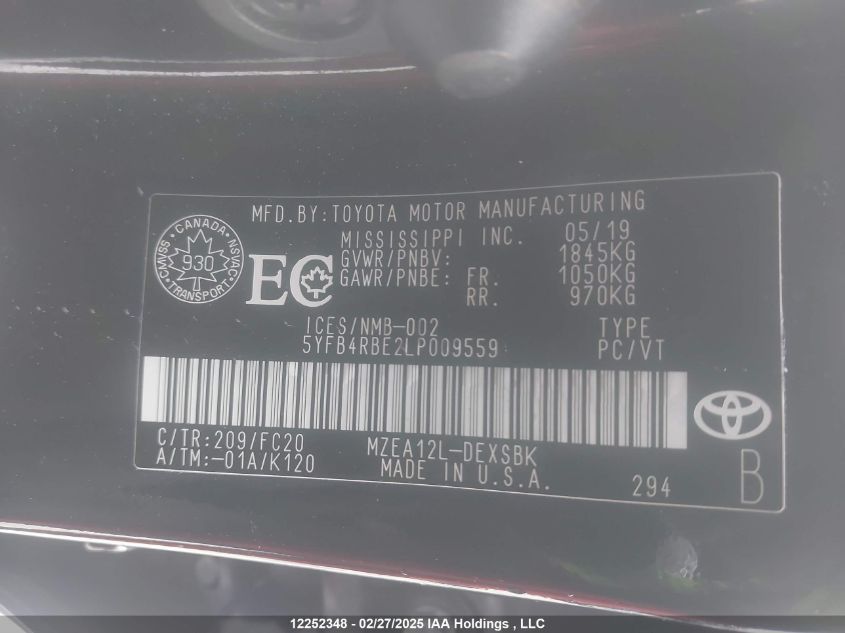 MFD.BY:TOYOTA MOTOR MANUFACTURING
MISSISSIPPI INC. 05/19
GVWR/PNBV: 1845KG
GAWR/PNBE: FR. 1050KG
RR. 970KG
CANADA
CMVSS 930 NSVAC
TRANSPORT
EC
ICES/NMB-002 TYPE
5YFB4RBE2LP009559 PC/VT
C/TR:209/FC20 MZEA12L-DEXSBK
A/TM:-01A/K120 MADE IN U.S.A.
294 B
12252348 - 02/27/2025 IAA Holdings , LLC